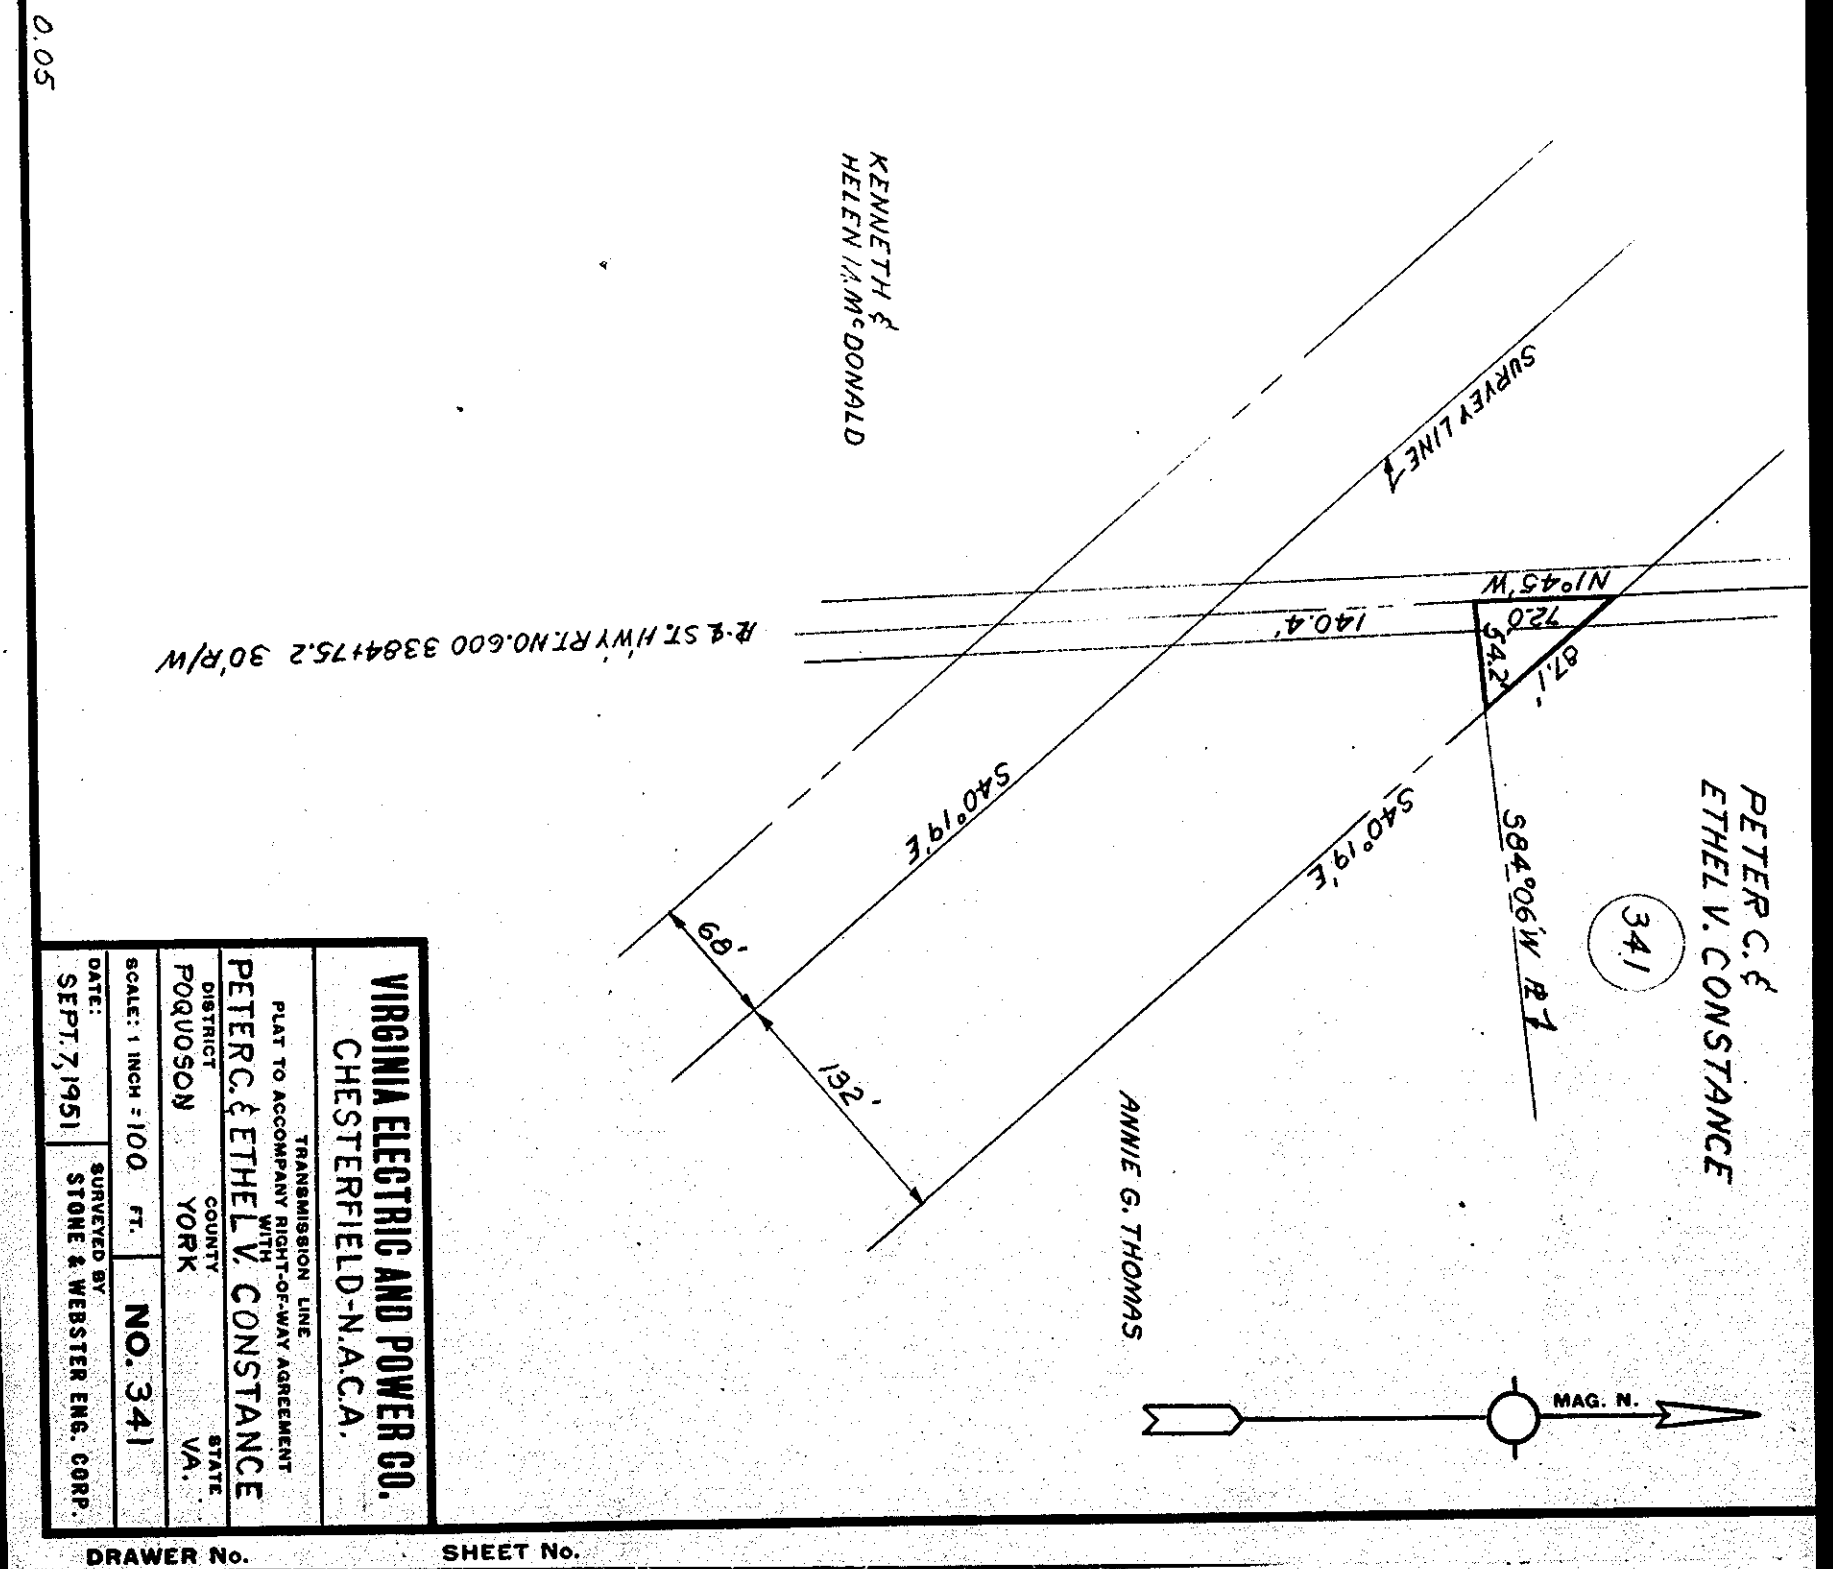 0.05
KENNETH &
HELEN M. McDONALD
SURVEY LINE
N1°45'W
72.0'
54.2'
87.1'
140.4'
℄ ST. H'WY RT. NO. 600 3384+75.2 30' R/W
S40°19'E
S40°19'E
S84°06'W ⅊
68'
132'
341
PETER C. &
ETHEL V. CONSTANCE
ANNIE G. THOMAS
MAG. N.
VIRGINIA ELECTRIC AND POWER CO.
CHESTERFIELD-N.A.C.A.
TRANSMISSION LINE
PLAT TO ACCOMPANY RIGHT-OF-WAY AGREEMENT
WITH
PETER C. & ETHEL V. CONSTANCE
DISTRICT COUNTY STATE
POQUOSON YORK VA.
SCALE: 1 INCH = 100 FT. NO. 341
DATE: SURVEYED BY
SEPT. 7, 1951 STONE & WEBSTER ENG. CORP.
DRAWER No. SHEET No.